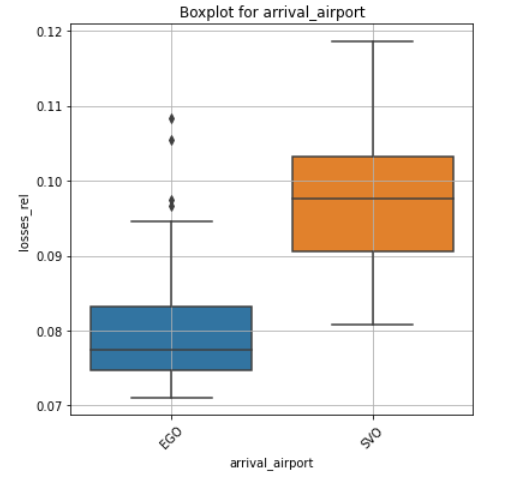 Boxplot for arrival_airport
0.12
0.11
0.10
0.09
0.08
0.07
losses_rel
EGO
SVO
arrival_airport